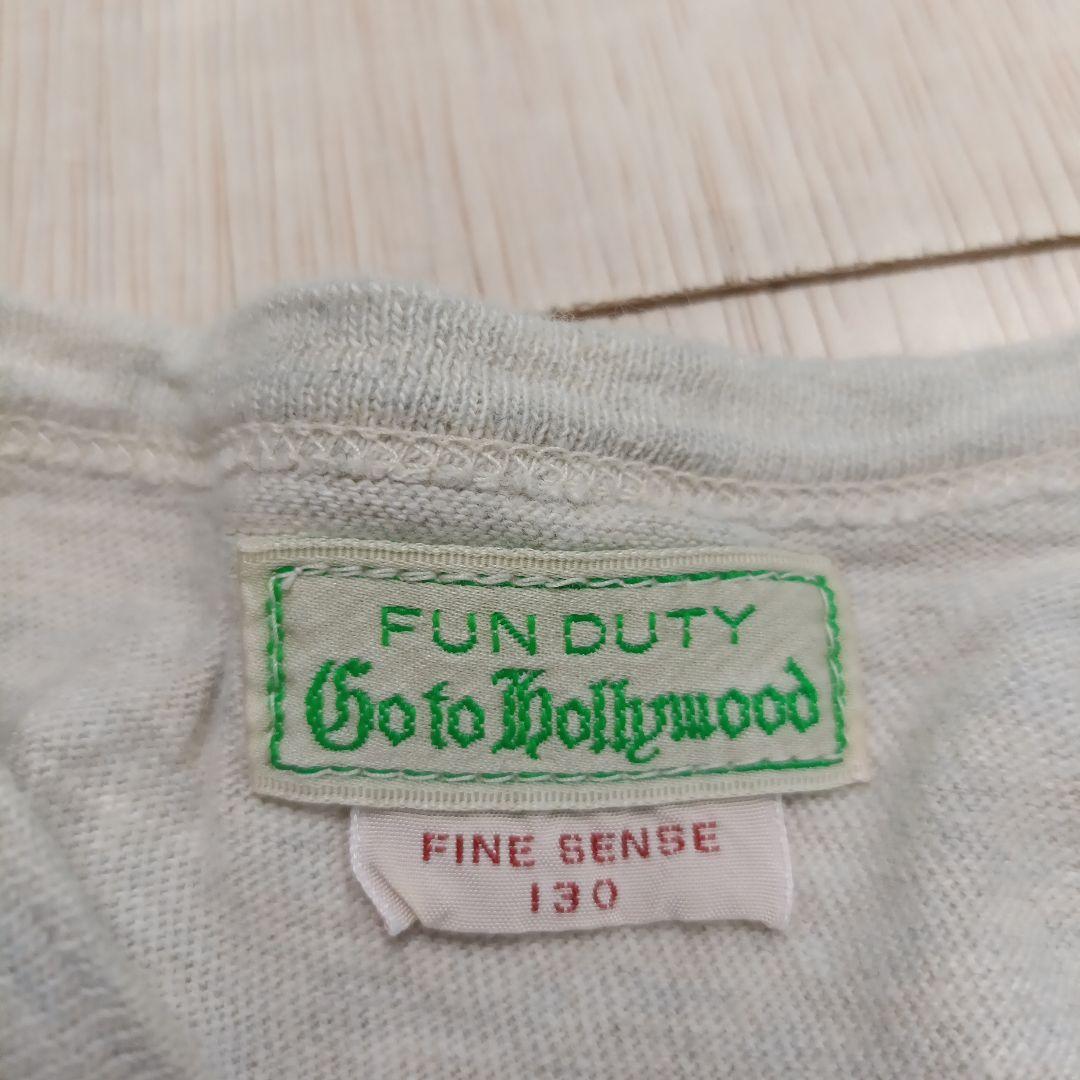 FUN DUTY
Go to Hollywood
FINE SENSE
130